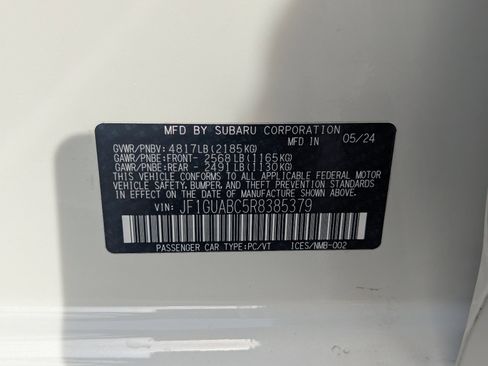 MFD BY SUBARU CORPORATION
GVWR/PNBV: 4817LB(2185KG) MFD IN 05/24
GAWR/PNBE:FRONT- 2568LB(1165KG)
GAWR/PNBE:REAR - 2491LB(1130KG)
THIS VEHICLE CONFORMS TO ALL APPLICABLE FEDERAL MOTOR
VEHICLE SAFETY, BUMPER, AND THEFT PREVENTION STANDARDS
IN EFFECT ON THE DATE OF MANUFACTURE SHOWN ABOVE.
VIN: JF1GUABC5R8385379
PASSENGER CAR TYPE:PC/VT ICES/NMB-002